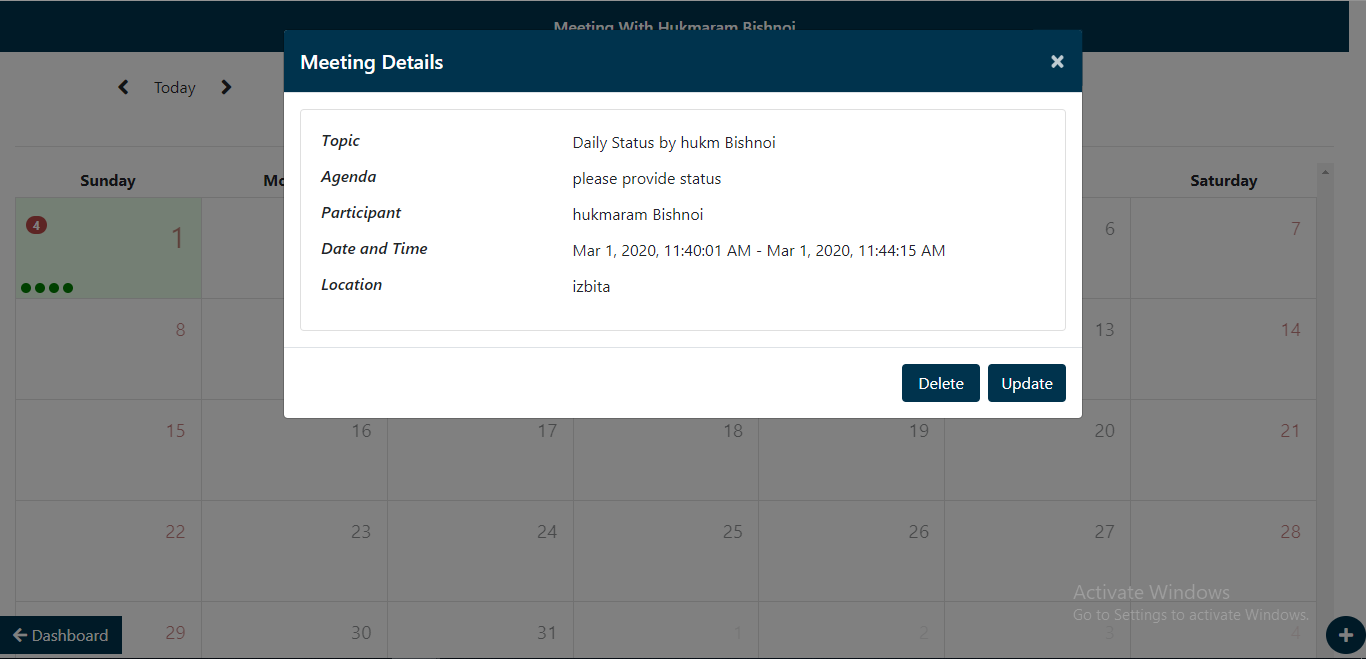 Meeting With Hukmaram Bishnoi
Meeting Details ×
Today
Topic Daily Status by hukm Bishnoi
Agenda please provide status
Participant hukmaram Bishnoi
Date and Time Mar 1, 2020, 11:40:01 AM - Mar 1, 2020, 11:44:15 AM
Location izbita
Delete Update
Sunday Mo Saturday
4 1 6 7
8 13 14
15 16 17 18 19 20 21
22 23 24 25 26 27 28
29 30 31 1 2 3 4
Activate Windows
Go to Settings to activate Windows.
Dashboard +